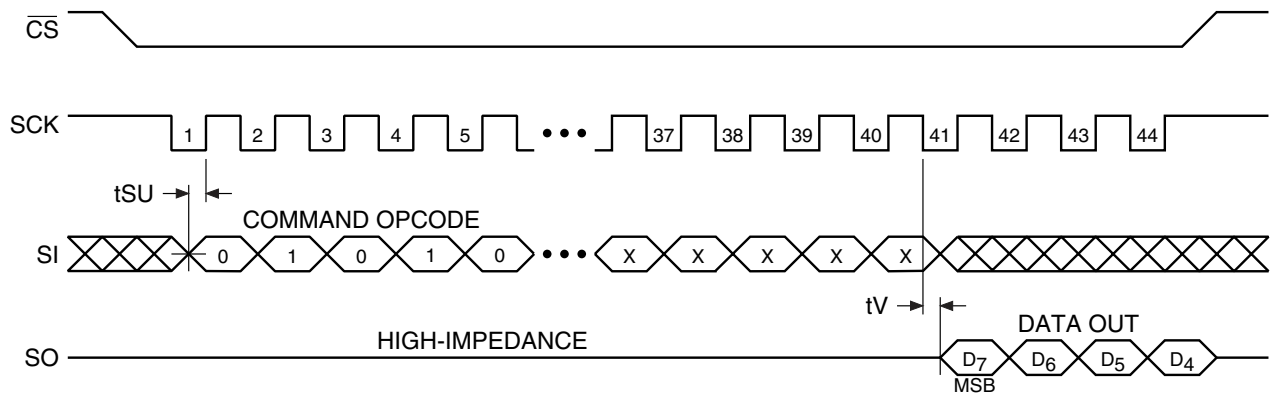 CS
SCK
1 2 3 4 5 ••• 37 38 39 40 41 42 43 44
tSU
COMMAND OPCODE
SI
0 1 0 1 0 ••• X X X X X
tV
HIGH-IMPEDANCE
DATA OUT
SO
D7 D6 D5 D4
MSB